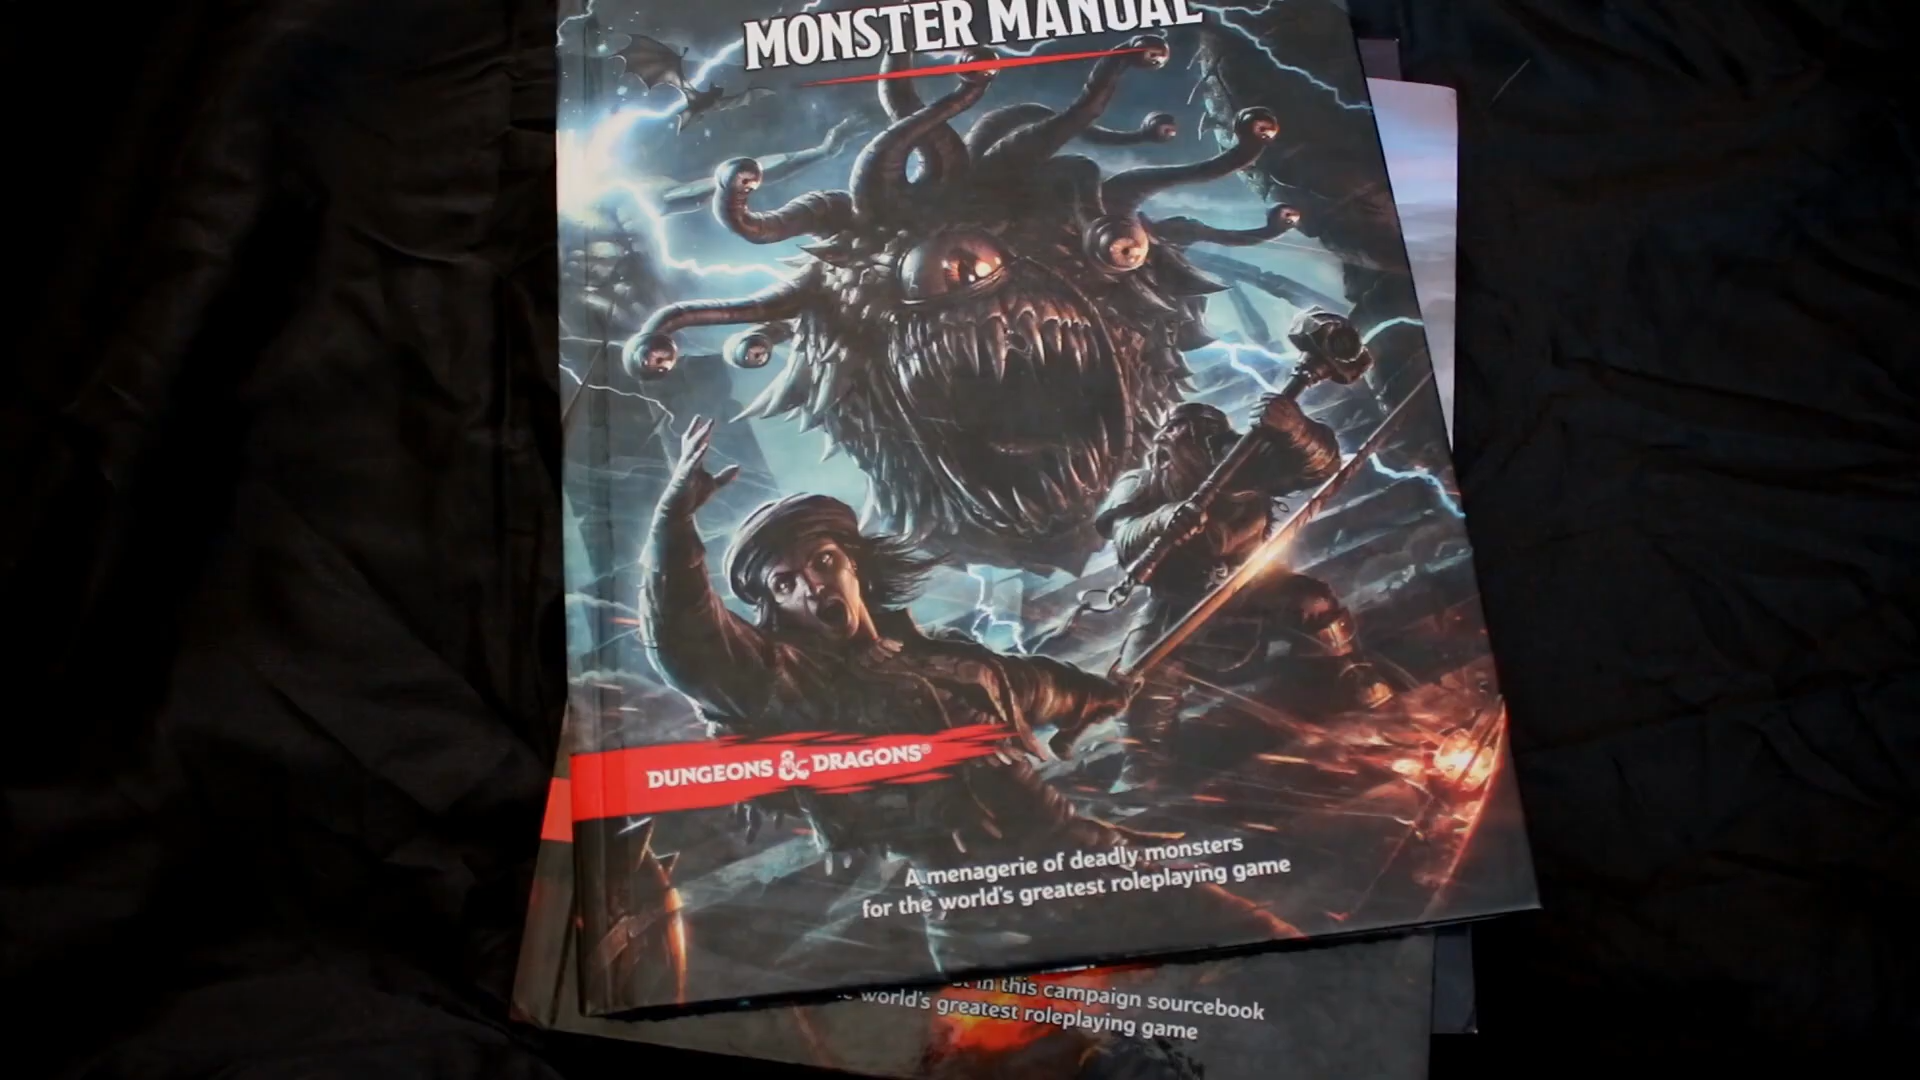 MONSTER MANUAL
DUNGEONS & DRAGONS®
A menagerie of deadly monsters
for the world's greatest roleplaying game
in this campaign sourcebook
world's greatest roleplaying game